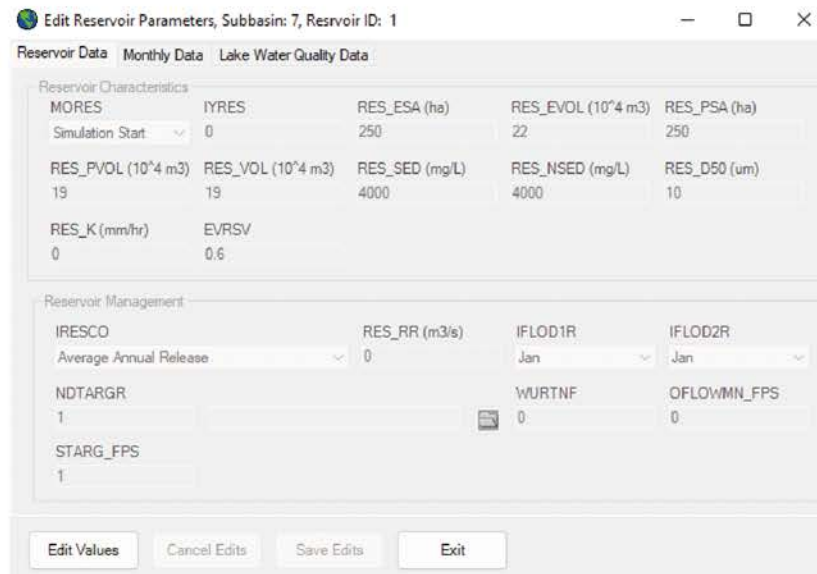 Edit Reservoir Parameters, Subbasin: 7, Resrvoir ID: 1
Reservoir Data Monthly Data Lake Water Quality Data
Reservoir Characteristics
MORES IYRES RES_ESA (ha) RES_EVOL (10^4 m3) RES_PSA (ha)
Simulation Start 0 250 22 250
RES_PVOL (10^4 m3) RES_VOL (10^4 m3) RES_SED (mg/L) RES_NSED (mg/L) RES_D50 (um)
19 19 4000 4000 10
RES_K (mm/hr) EVRSV
0 0.6
Reservoir Management
IRESCO RES_RR (m3/s) IFLOD1R IFLOD2R
Average Annual Release 0 Jan Jan
NDTARGR WURTNF OFLOWMN_FPS
1 0 0
STARG_FPS
1
Edit Values Cancel Edits Save Edits Exit